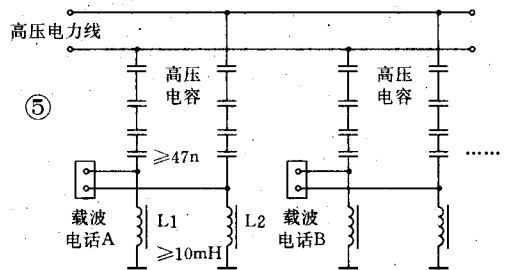 高压电力线
高压
电容
高压
电容
⑤
≥47n
……
载波
电话A
L1
≥10mH
L2
载波
电话B